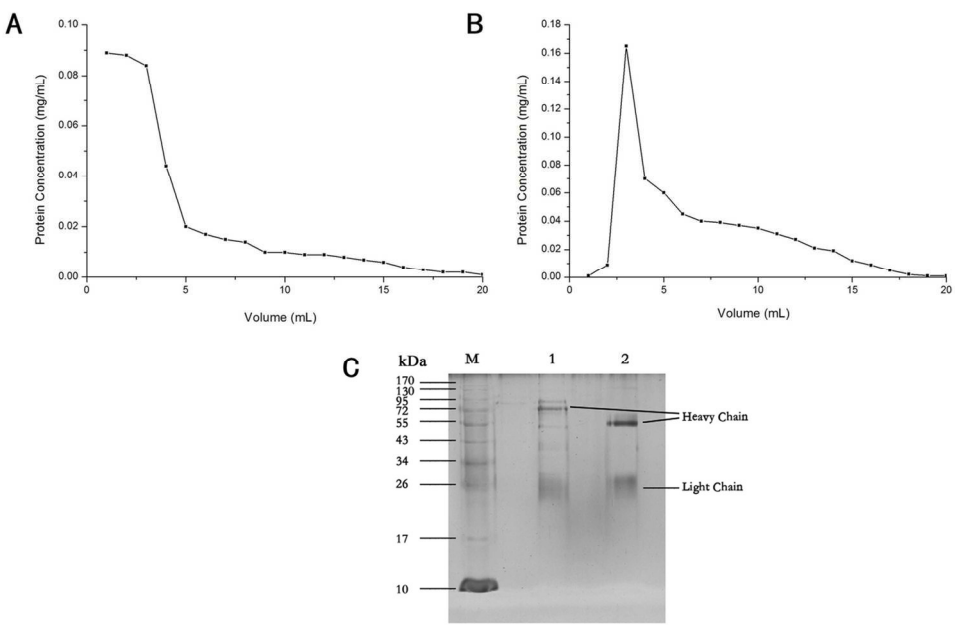 A
Protein Concentration (mg/mL)
0.10
0.08
0.06
0.04
0.02
0.00
0 5 10 15 20
Volume (mL)
B
Protein Concentration (mg/mL)
0.18
0.16
0.14
0.12
0.10
0.08
0.06
0.04
0.02
0.00
0 5 10 15 20
Volume (mL)
C
kDa M 1 2
170
130
95
72
55
43
34
26
17
10
Heavy Chain
Light Chain